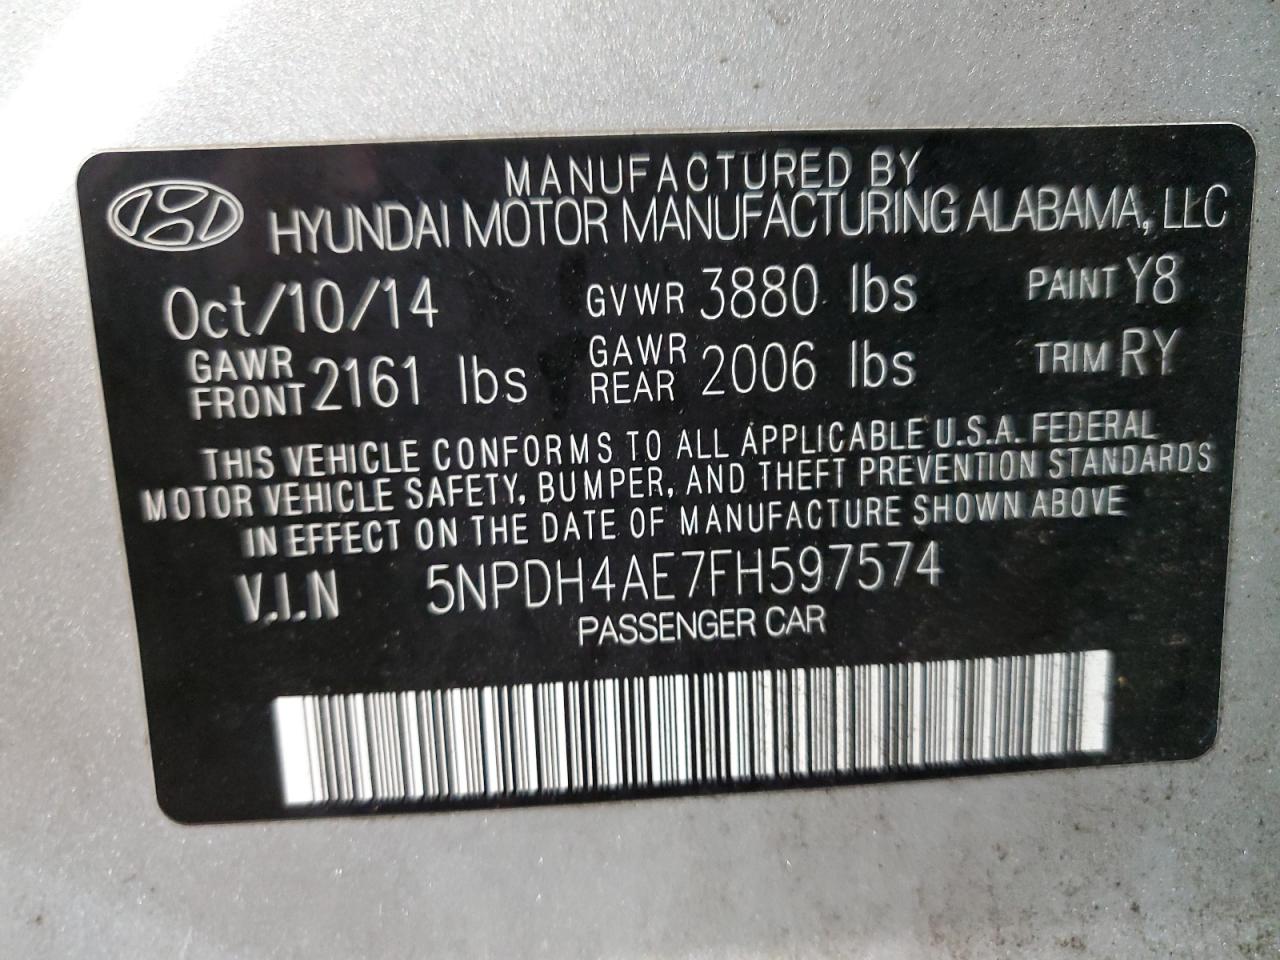 MANUFACTURED BY
HYUNDAI MOTOR MANUFACTURING ALABAMA, LLC
Oct/10/14 GVWR 3880 lbs PAINT Y8
GAWR FRONT 2161 lbs GAWR REAR 2006 lbs TRIM RY
THIS VEHICLE CONFORMS TO ALL APPLICABLE U.S.A. FEDERAL
MOTOR VEHICLE SAFETY, BUMPER, AND THEFT PREVENTION STANDARDS
IN EFFECT ON THE DATE OF MANUFACTURE SHOWN ABOVE
V.I.N 5NPDH4AE7FH597574
PASSENGER CAR